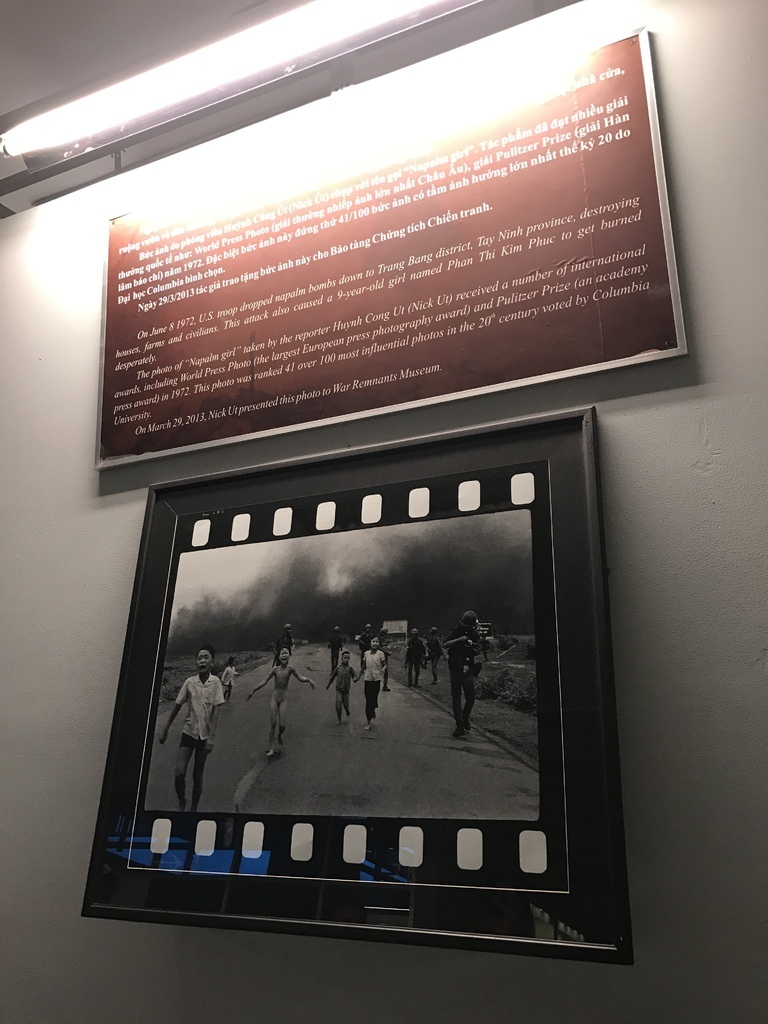 nhà cửa,
ruộng vườn và dân
Bức ảnh do phóng viên Huỳnh Công Út (Nick Út) chụp với tên gọi "Napalm girl". Tác phẩm đã đạt nhiều giải
thưởng quốc tế như: World Press Photo (giải thưởng nhiếp ảnh lớn nhất Châu Âu), giải Pulitzer Prize (giải Hàn
lâm báo chí) năm 1972. Đặc biệt bức ảnh này đứng thứ 41/100 bức ảnh có tầm ảnh hưởng lớn nhất thế kỷ 20 do
Đại học Columbia bình chọn.
Ngày 29/3/2013 tác giả trao tặng bức ảnh này cho Bảo tàng Chứng tích Chiến tranh.
On June 8 1972, U.S. troop dropped napalm bombs down to Trang Bang district, Tay Ninh province, destroying
houses, farms and civilians. This attack also caused a 9-year-old girl named Phan Thi Kim Phuc to get burned
desperately.
The photo of "Napalm girl" taken by the reporter Huynh Cong Ut (Nick Ut) received a number of international
awards, including World Press Photo (the largest European press photography award) and Pulitzer Prize (an academy
press award) in 1972. This photo was ranked 41 over 100 most influential photos in the 20th century voted by Columbia
University.
On March 29, 2013, Nick Ut presented this photo to War Remnants Museum.